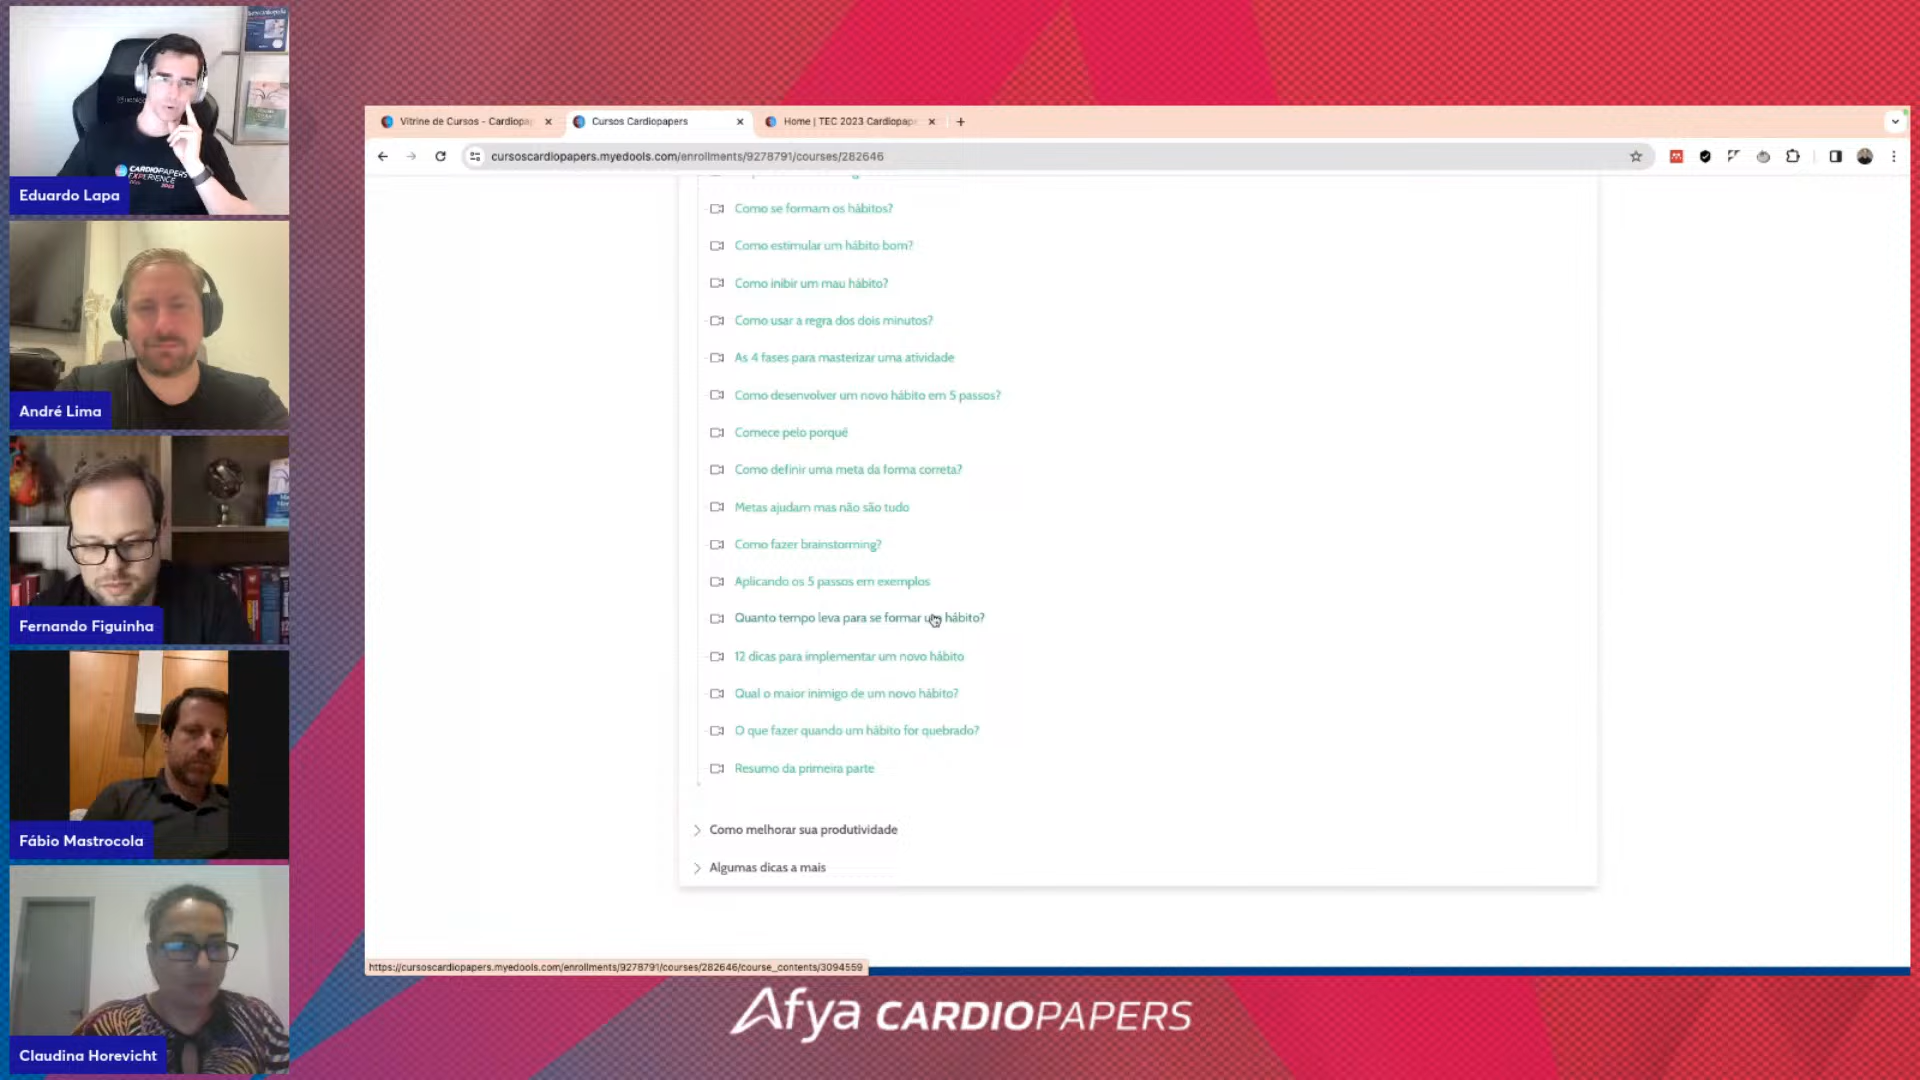 Eduardo Lapa
CARDIOPAPERS
EXPERIENCE
André Lima
Fernando Figuinha
Fábio Mastrocola
Claudina Horevicht
Vitrine de Cursos - Cardiopap
Cursos Cardiopapers
Home | TEC 2023 Cardiopape
cursoscardiopapers.myedools.com/enrollments/9278791/courses/282646
Como se formam os hábitos?
Como estimular um hábito bom?
Como inibir um mau hábito?
Como usar a regra dos dois minutos?
As 4 fases para masterizar uma atividade
Como desenvolver um novo hábito em 5 passos?
Comece pelo porquê
Como definir uma meta da forma correta?
Metas ajudam mas não são tudo
Como fazer brainstorming?
Aplicando os 5 passos em exemplos
Quanto tempo leva para se formar um hábito?
12 dicas para implementar um novo hábito
Qual o maior inimigo de um novo hábito?
O que fazer quando um hábito for quebrado?
Resumo da primeira parte
Como melhorar sua produtividade
Algumas dicas a mais
https://cursoscardiopapers.myedools.com/enrollments/9278791/courses/282646/course_contents/3094559
Afya CARDIOPAPERS